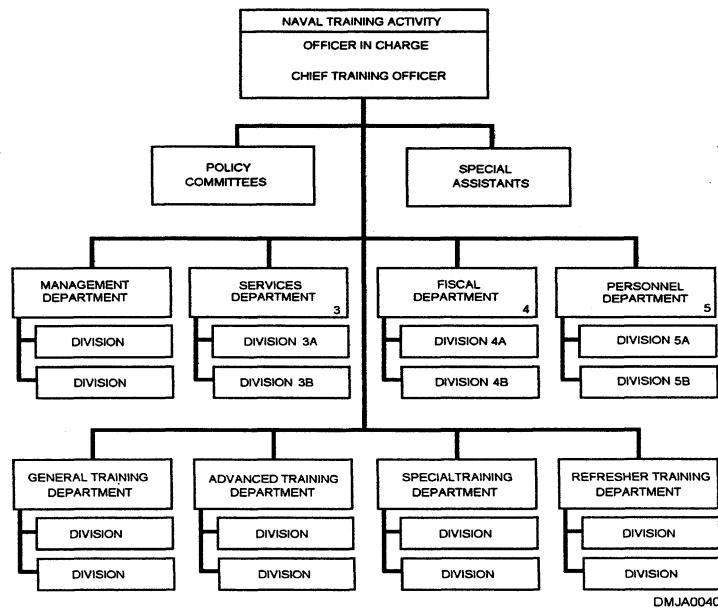 NAVAL TRAINING ACTIVITY
OFFICER IN CHARGE
CHIEF TRAINING OFFICER
POLICY
COMMITTEES
SPECIAL
ASSISTANTS
MANAGEMENT
DEPARTMENT
DIVISION
DIVISION
SERVICES
DEPARTMENT
3
DIVISION 3A
DIVISION 3B
FISCAL
DEPARTMENT
4
DIVISION 4A
DIVISION 4B
PERSONNEL
DEPARTMENT
5
DIVISION 5A
DIVISION 5B
GENERAL TRAINING
DEPARTMENT
DIVISION
DIVISION
ADVANCED TRAINING
DEPARTMENT
DIVISION
DIVISION
SPECIALTRAINING
DEPARTMENT
DIVISION
DIVISION
REFRESHER TRAINING
DEPARTMENT
DIVISION
DIVISION
DMJA0040